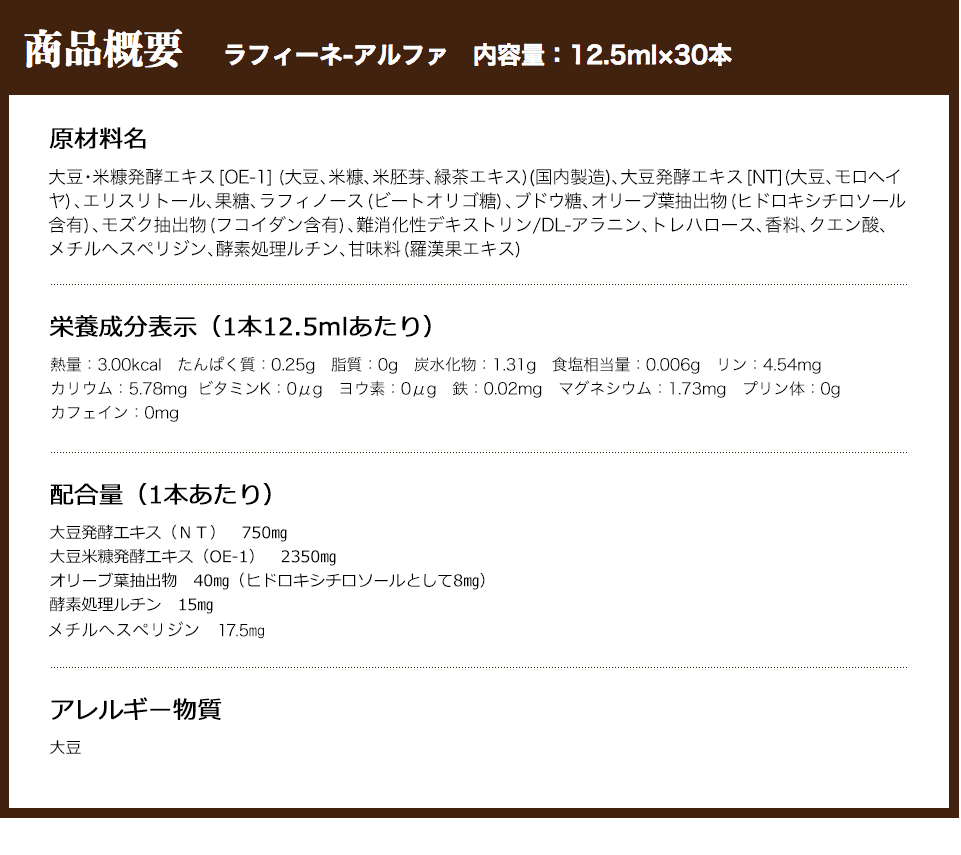 商品概要 ラフィーネ-アルファ 内容量：12.5ml×30本
原材料名
大豆・米糠発酵エキス[OE-1] (大豆、米糠、米胚芽、緑茶エキス)(国内製造)、大豆発酵エキス[NT](大豆、モロヘイ
ヤ)、エリスリトール、果糖、ラフィノース(ビートオリゴ糖)、ブドウ糖、オリーブ葉抽出物(ヒドロキシチロソール
含有)、モズク抽出物(フコイダン含有)、難消化性デキストリン/DL-アラニン、トレハロース、香料、クエン酸、
メチルヘスペリジン、酵素処理ルチン、甘味料(羅漢果エキス)
栄養成分表示（1本12.5mlあたり）
熱量：3.00kcal たんぱく質：0.25g 脂質：0g 炭水化物：1.31g 食塩相当量：0.006g リン：4.54mg
カリウム：5.78mg ビタミンK：0μg ヨウ素：0μg 鉄：0.02mg マグネシウム：1.73mg プリン体：0g
カフェイン：0mg
配合量（1本あたり）
大豆発酵エキス（ＮＴ） 750㎎
大豆米糠発酵エキス（OE-1） 2350㎎
オリーブ葉抽出物 40㎎（ヒドロキシチロソールとして8㎎）
酵素処理ルチン 15㎎
メチルヘスペリジン 17.5㎎
アレルギー物質
大豆